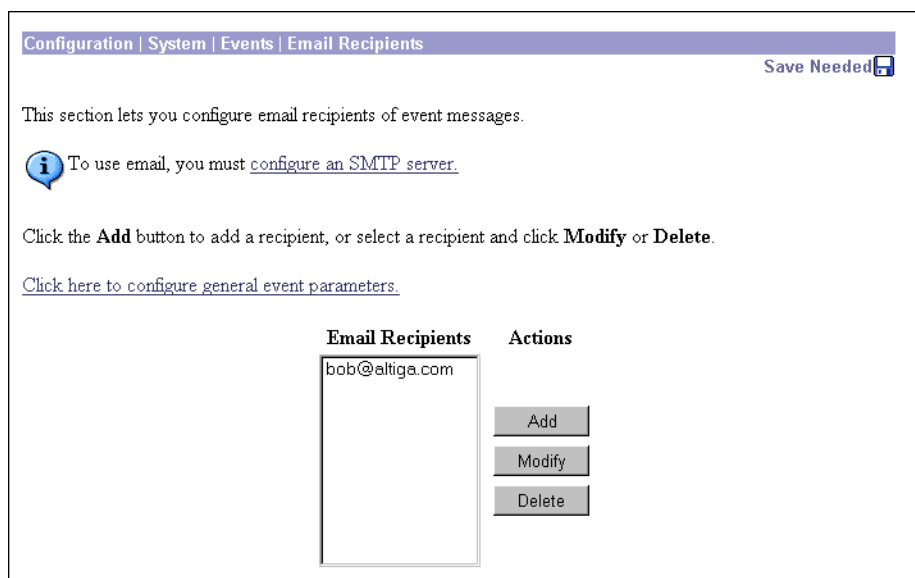 Configuration | System | Events | Email Recipients
Save Needed
This section lets you configure email recipients of event messages.
To use email, you must configure an SMTP server.
Click the Add button to add a recipient, or select a recipient and click Modify or Delete.
Click here to configure general event parameters.
Email Recipients Actions
bob@altiga.com
Add
Modify
Delete